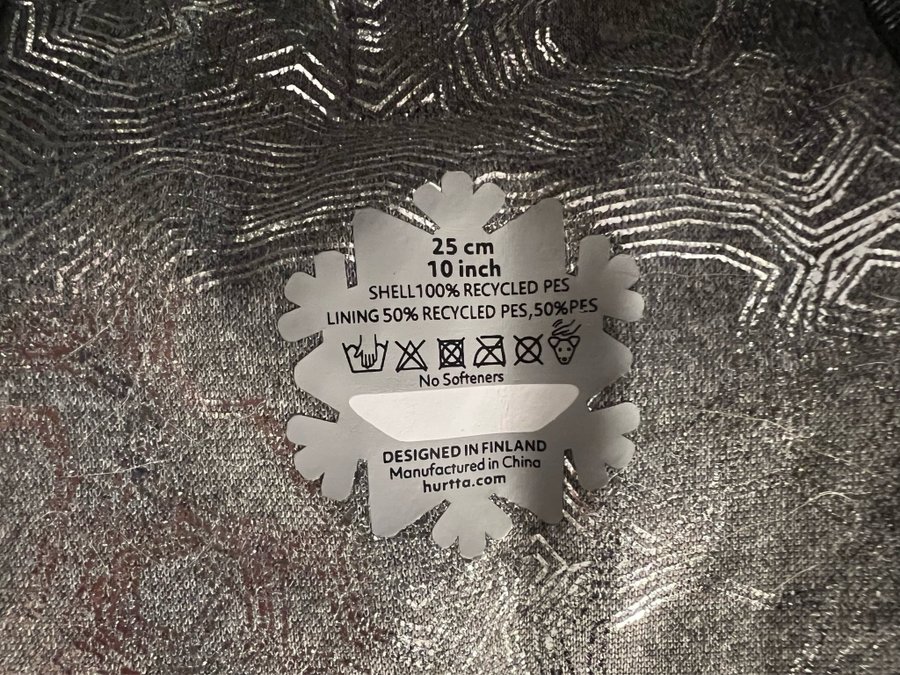 25 cm
10 inch
SHELL100% RECYCLED PES
LINING 50% RECYCLED PES,50%PES
No Softeners
DESIGNED IN FINLAND
Manufactured in China
hurtta.com